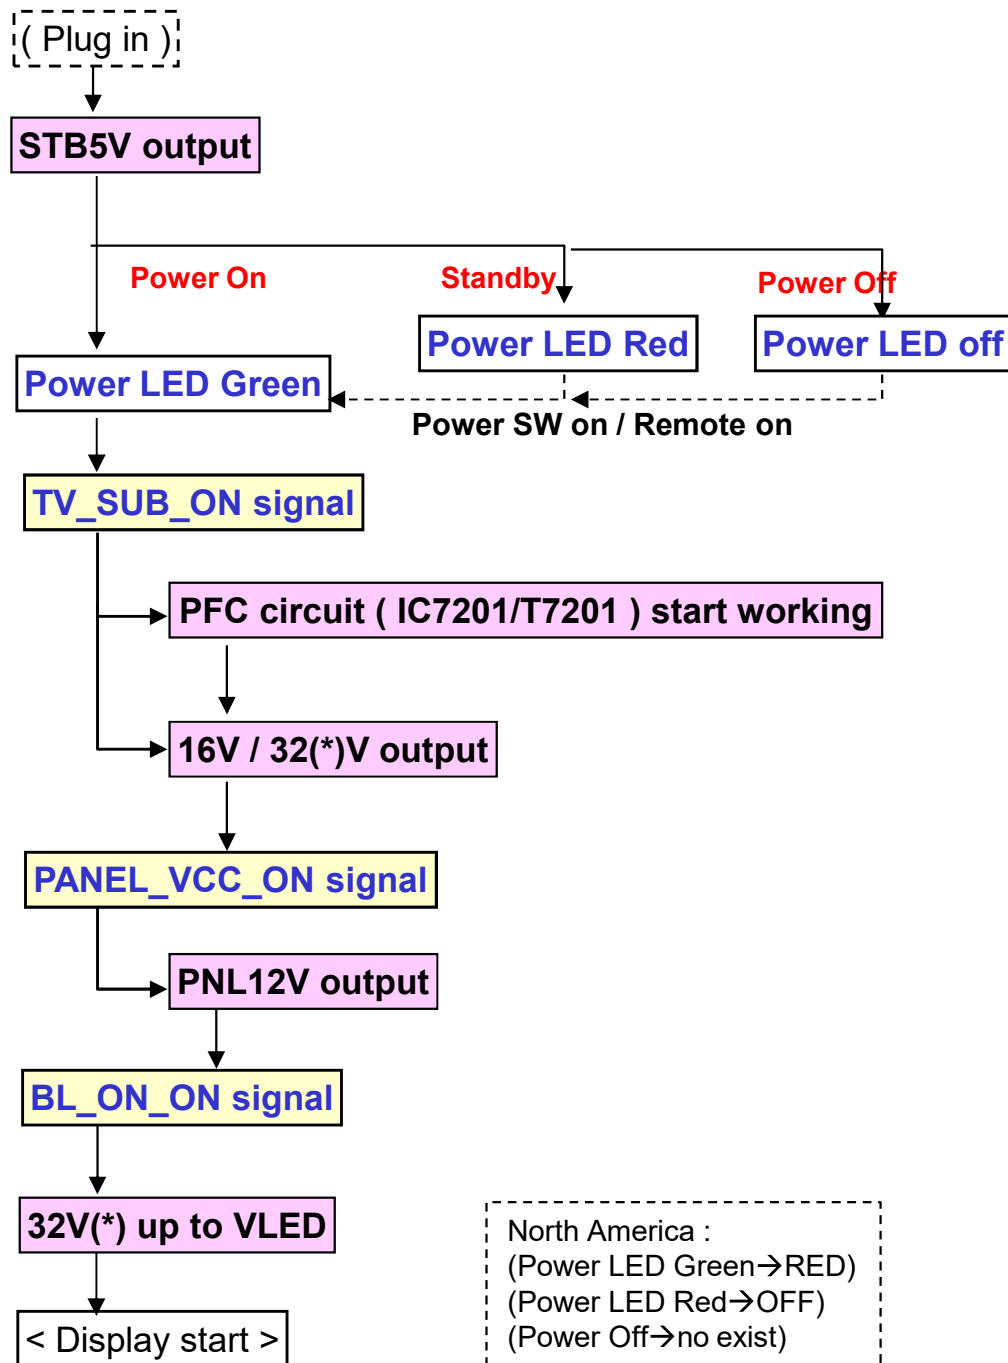 ( Plug in )
STB5V output
Power On
Standby
Power Off
Power LED Red
Power LED off
Power LED Green
Power SW on / Remote on
TV_SUB_ON signal
PFC circuit ( IC7201/T7201 ) start working
16V / 32(*)V output
PANEL_VCC_ON signal
PNL12V output
BL_ON_ON signal
32V(*) up to VLED
< Display start >
North America :
(Power LED Green→RED)
(Power LED Red→OFF)
(Power Off→no exist)